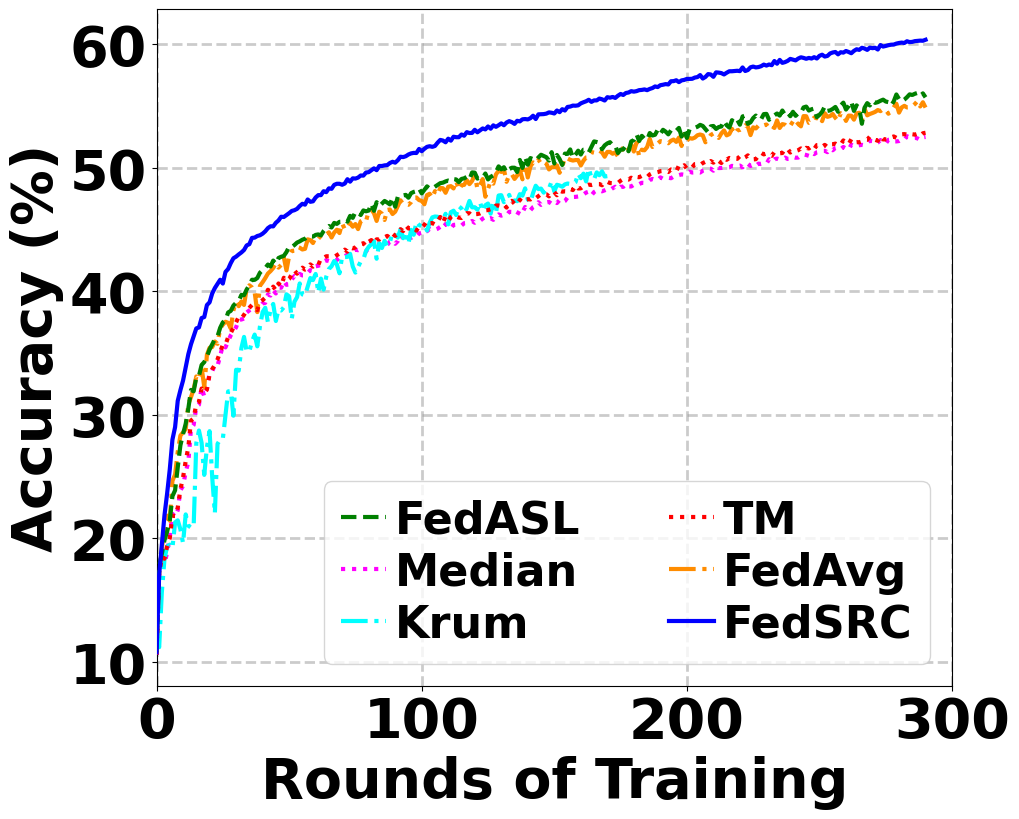 60
50
40
30
20
10
Accuracy (%)
FedASL
Median
Krum
TM
FedAvg
FedSRC
0 100 200 300
Rounds of Training